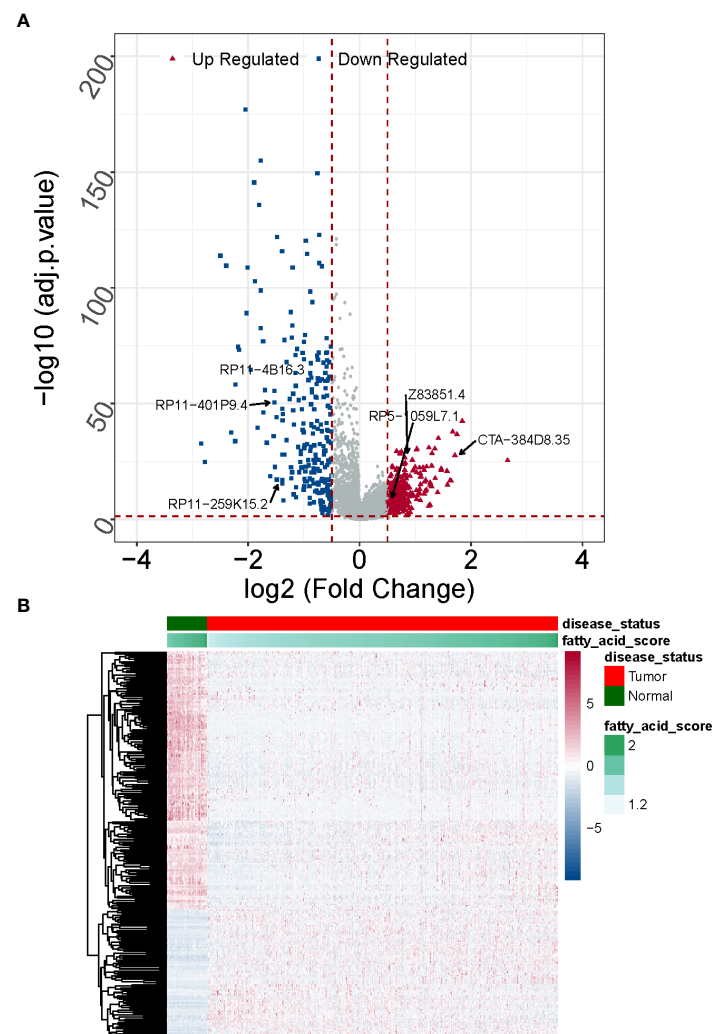 A
Up Regulated Down Regulated
200
150
100
50
0
−log10 (adj.p.value)
RP11−4B16.3
RP11−401P9.4
RP11−259K15.2
Z83851.4
RP5−1059L7.1
CTA−384D8.35
−4 −2 0 2 4
log2 (Fold Change)
B
disease_status
fatty_acid_score
disease_status
Tumor
Normal
5
0
−5
fatty_acid_score
2
1.2